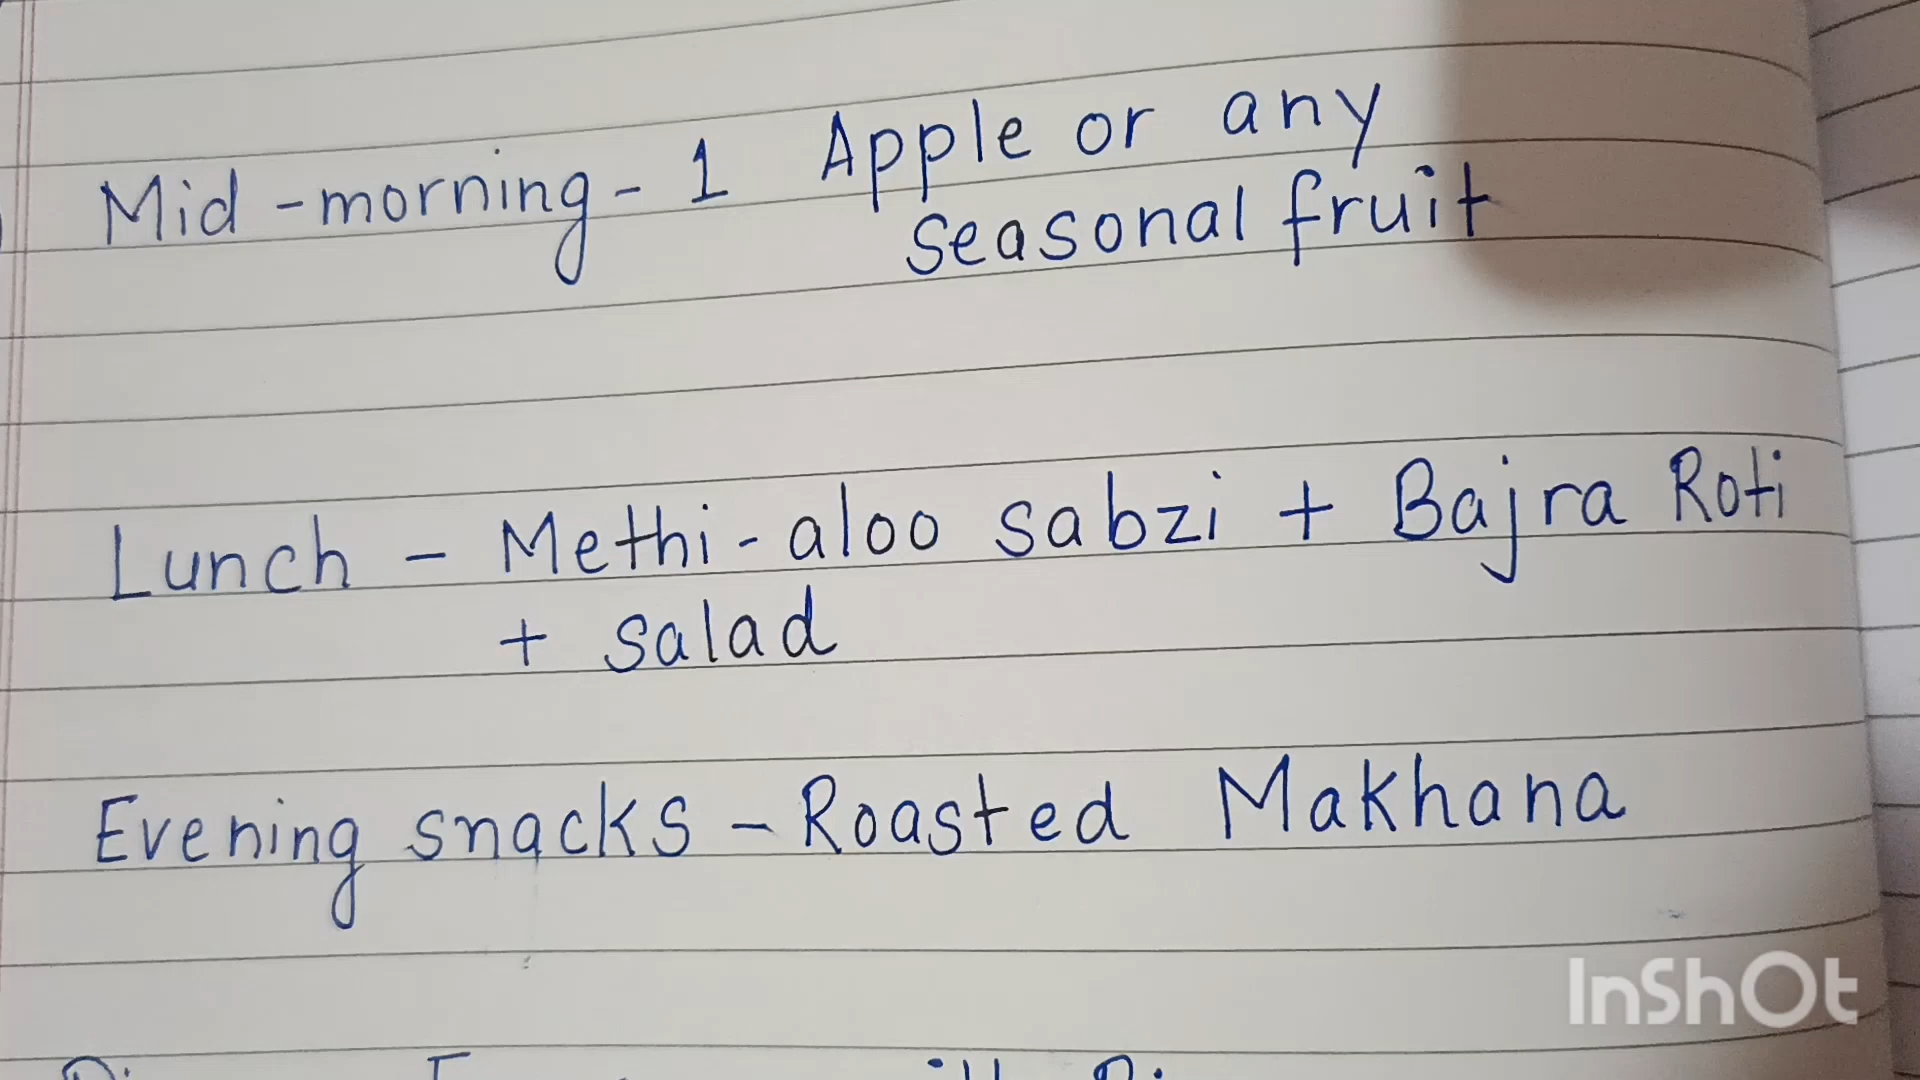 Mid-morning - 1 Apple or any
seasonal fruit
Lunch - Methi-aloo sabzi + Bajra Roti
+ salad
Evening snacks - Roasted Makhana
InShOt